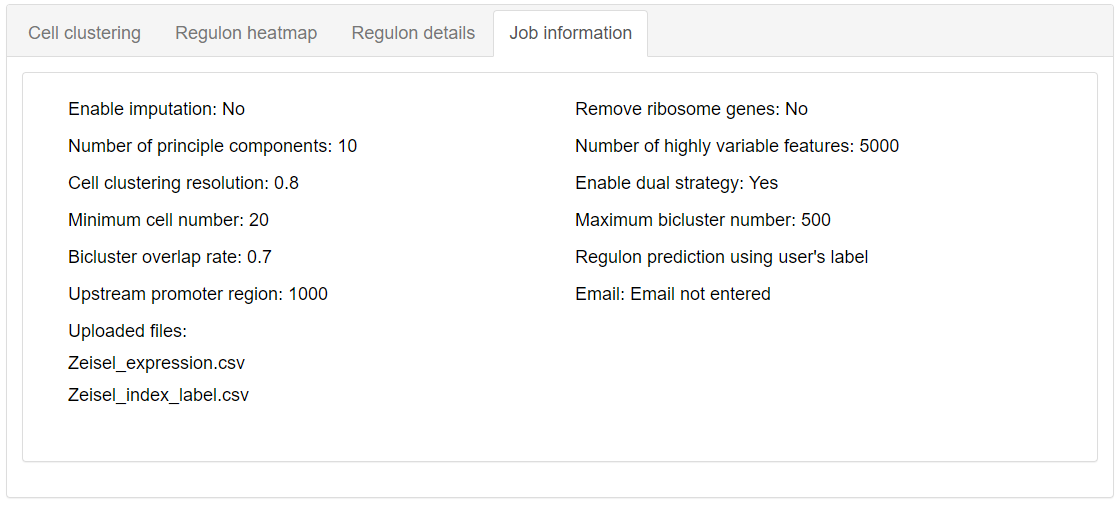 Cell clustering Regulon heatmap Regulon details Job information
Enable imputation: No
Remove ribosome genes: No
Number of principle components: 10
Number of highly variable features: 5000
Cell clustering resolution: 0.8
Enable dual strategy: Yes
Minimum cell number: 20
Maximum bicluster number: 500
Bicluster overlap rate: 0.7
Regulon prediction using user's label
Upstream promoter region: 1000
Email: Email not entered
Uploaded files:
Zeisel_expression.csv
Zeisel_index_label.csv